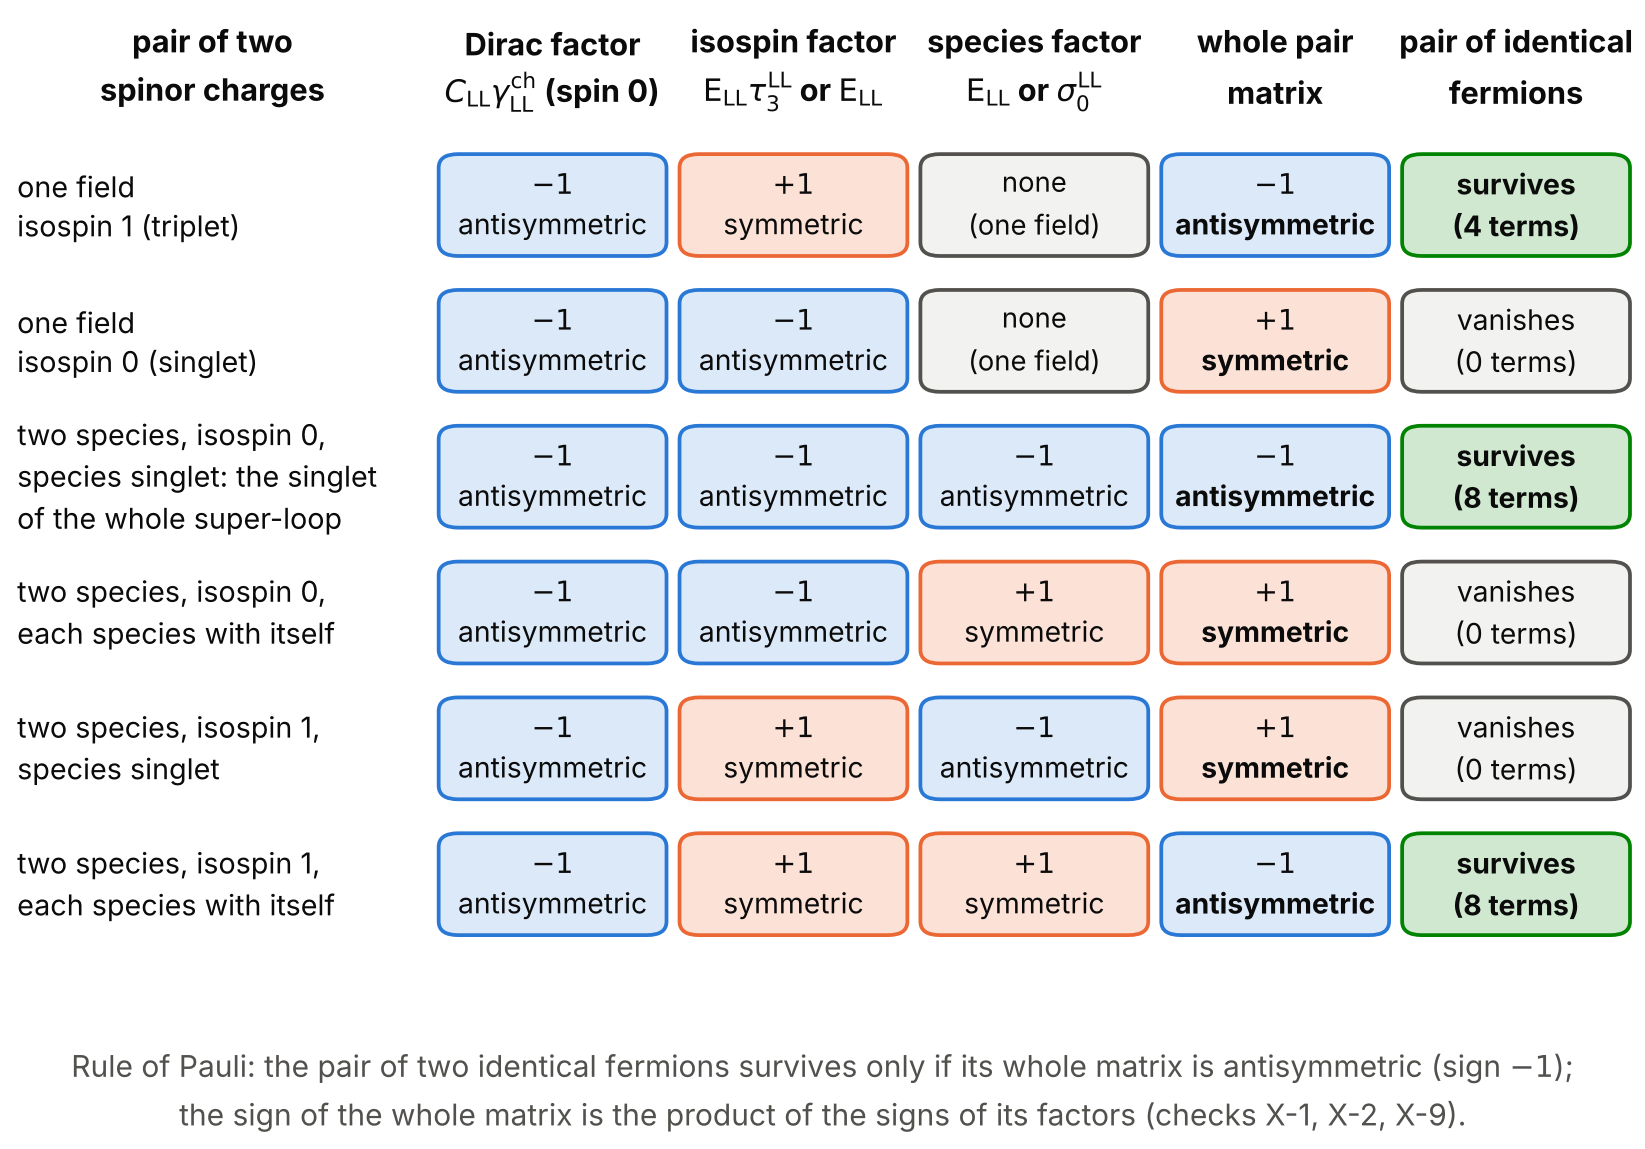 pair of two
spinor charges
Dirac factor
C_LL γ_LL^ch (spin 0)
isospin factor
E_LL τ_3^LL or E_LL
species factor
E_LL or σ_0^LL
whole pair
matrix
pair of identical
fermions
one field
isospin 1 (triplet)
−1
antisymmetric
+1
symmetric
none
(one field)
−1
antisymmetric
survives
(4 terms)
one field
isospin 0 (singlet)
−1
antisymmetric
−1
antisymmetric
none
(one field)
+1
symmetric
vanishes
(0 terms)
two species, isospin 0,
species singlet: the singlet
of the whole super-loop
−1
antisymmetric
−1
antisymmetric
−1
antisymmetric
−1
antisymmetric
survives
(8 terms)
two species, isospin 0,
each species with itself
−1
antisymmetric
−1
antisymmetric
+1
symmetric
+1
symmetric
vanishes
(0 terms)
two species, isospin 1,
species singlet
−1
antisymmetric
+1
symmetric
−1
antisymmetric
+1
symmetric
vanishes
(0 terms)
two species, isospin 1,
each species with itself
−1
antisymmetric
+1
symmetric
+1
symmetric
−1
antisymmetric
survives
(8 terms)
Rule of Pauli: the pair of two identical fermions survives only if its whole matrix is antisymmetric (sign −1);
the sign of the whole matrix is the product of the signs of its factors (checks X-1, X-2, X-9).